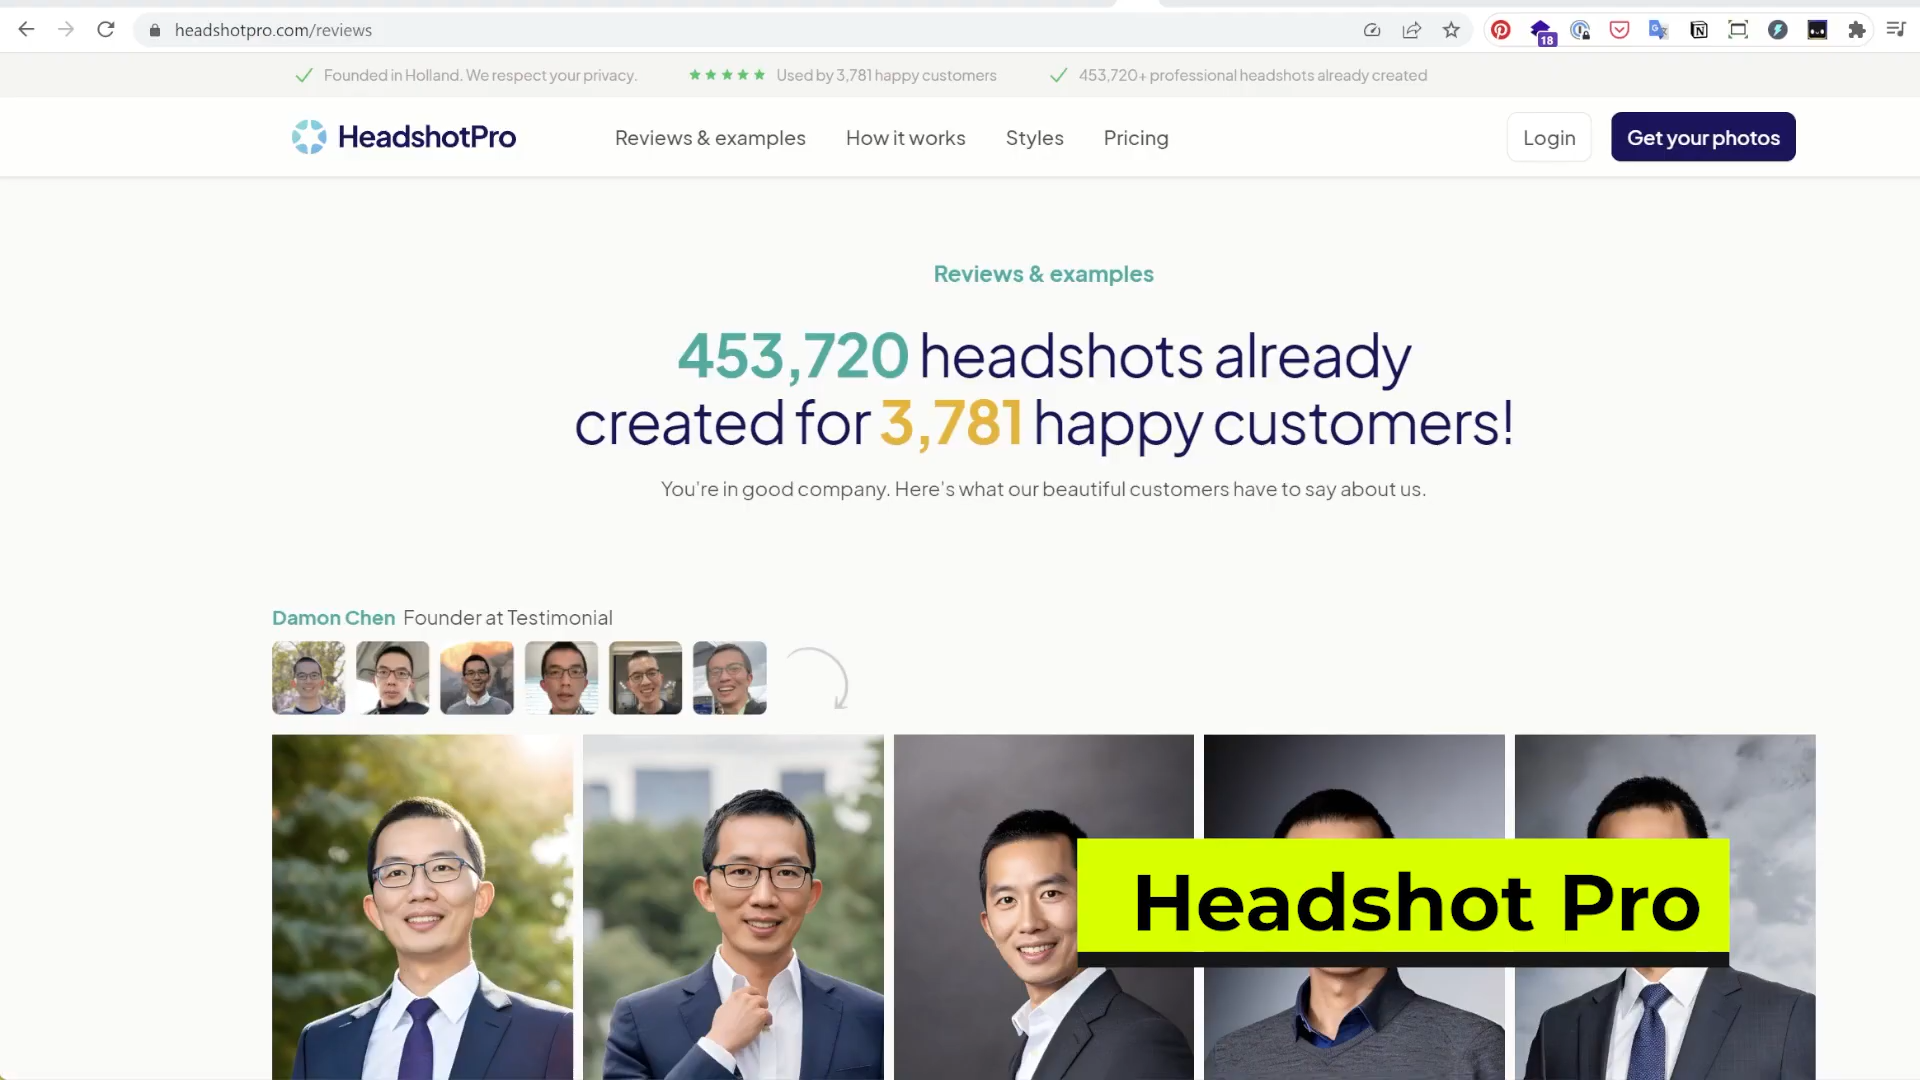 headshotpro.com/reviews
18
Founded in Holland. We respect your privacy.
Used by 3,781 happy customers
453,720+ professional headshots already created
HeadshotPro
Reviews & examples
How it works
Styles
Pricing
Login
Get your photos
Reviews & examples
453,720 headshots already
created for 3,781 happy customers!
You're in good company. Here's what our beautiful customers have to say about us.
Damon Chen Founder at Testimonial
Headshot Pro